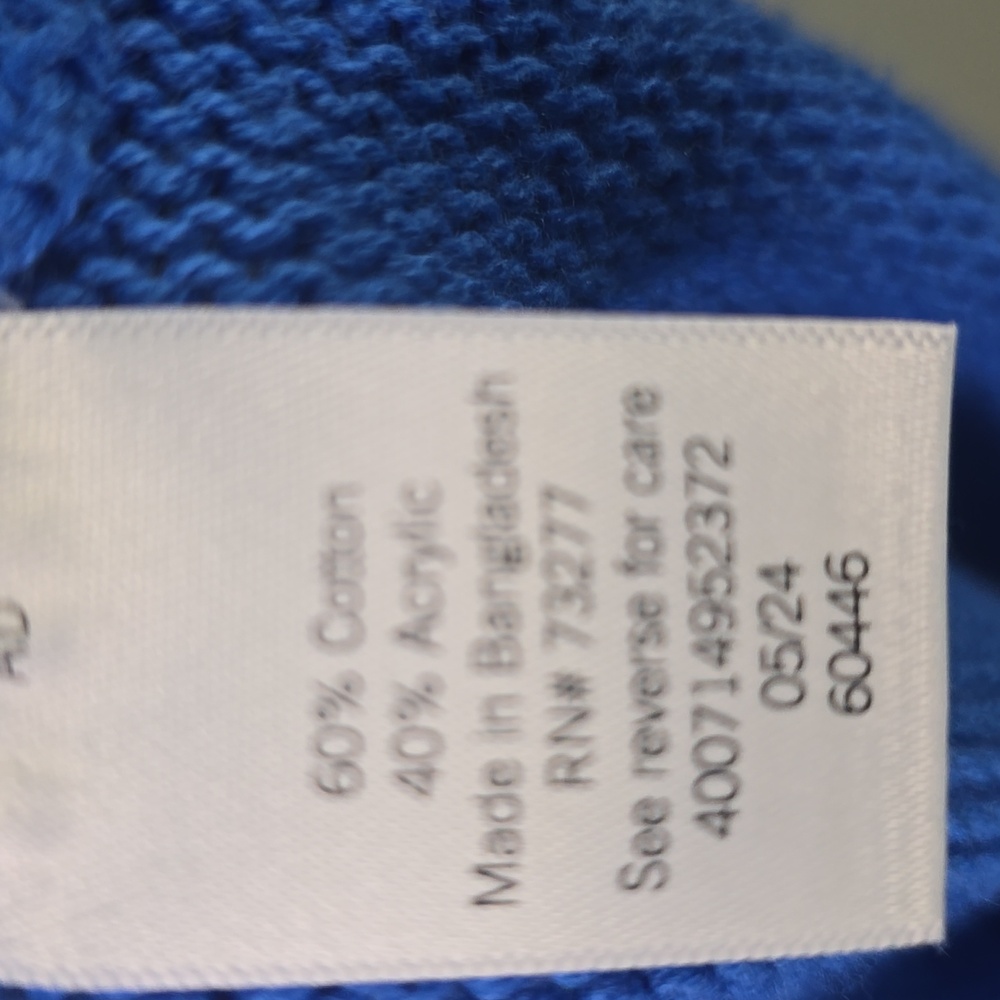 60% Cotton
40% Acrylic
Made in Bangladesh
RN# 73277
See reverse for care
400714952372
05/24
60446